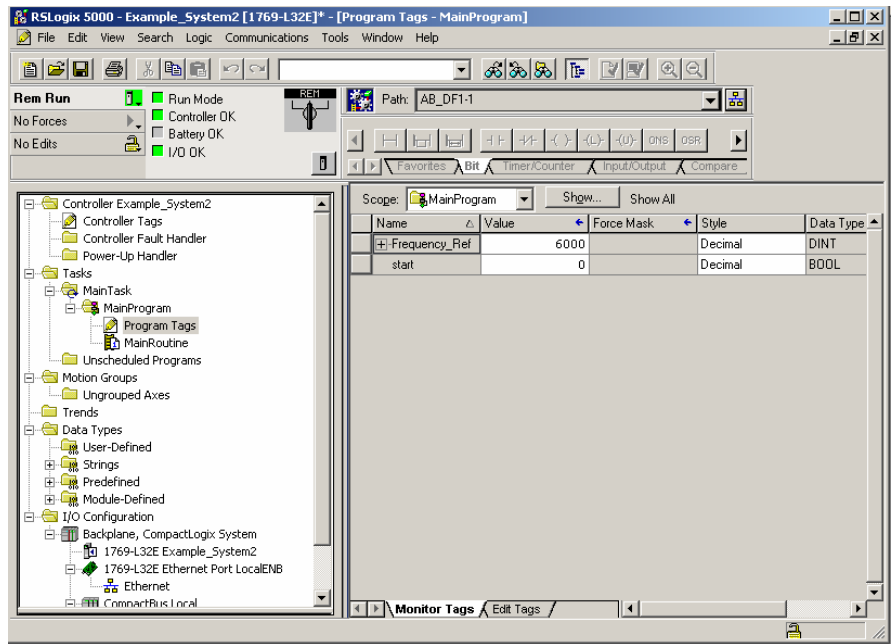 RSLogix 5000 - Example_System2 [1769-L32E]* - [Program Tags - MainProgram]
File Edit View Search Logic Communications Tools Window Help
Rem Run
Run Mode
REM
No Forces
Controller OK
Battery OK
No Edits
I/O OK
Path: AB_DF1-1
ONS OSR
Favorites Bit Timer/Counter Input/Output Compare
Controller Example_System2
Controller Tags
Controller Fault Handler
Power-Up Handler
Tasks
MainTask
MainProgram
Program Tags
MainRoutine
Unscheduled Programs
Motion Groups
Ungrouped Axes
Trends
Data Types
User-Defined
Strings
Predefined
Module-Defined
I/O Configuration
Backplane, CompactLogix System
1769-L32E Example_System2
1769-L32E Ethernet Port LocalENB
Ethernet
CompactBus Local
Scope: MainProgram Show... Show All
Name Value Force Mask Style Data Type
Frequency_Ref 6000 Decimal DINT
start 0 Decimal BOOL
Monitor Tags Edit Tags